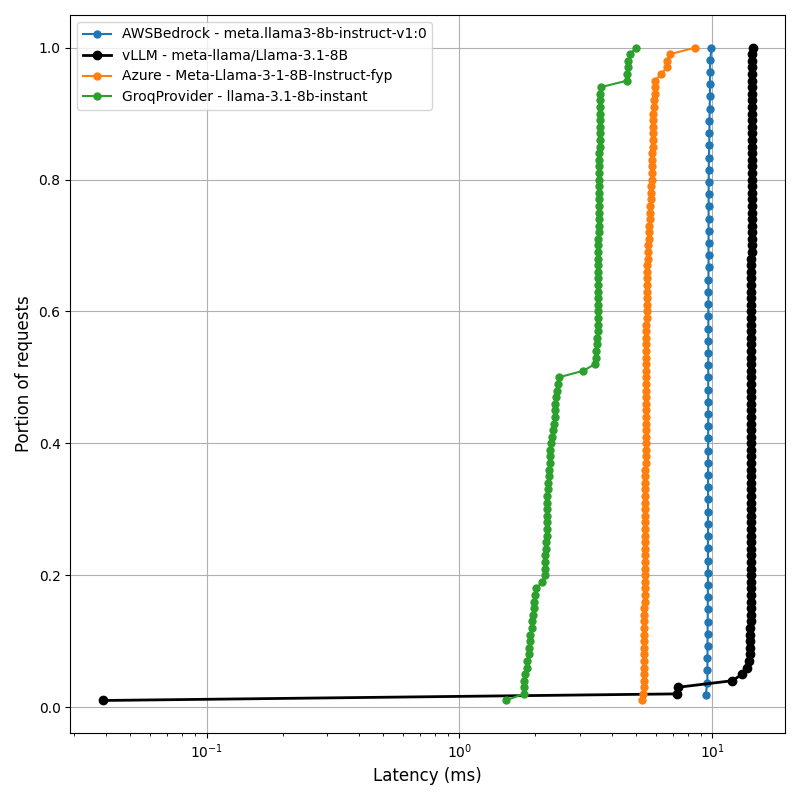 AWSBedrock - meta.llama3-8b-instruct-v1:0
vLLM - meta-llama/Llama-3.1-8B
Azure - Meta-Llama-3-1-8B-Instruct-fyp
GroqProvider - llama-3.1-8b-instant
1.0
0.8
0.6
0.4
0.2
0.0
Portion of requests
10⁻¹ 10⁰ 10¹
Latency (ms)